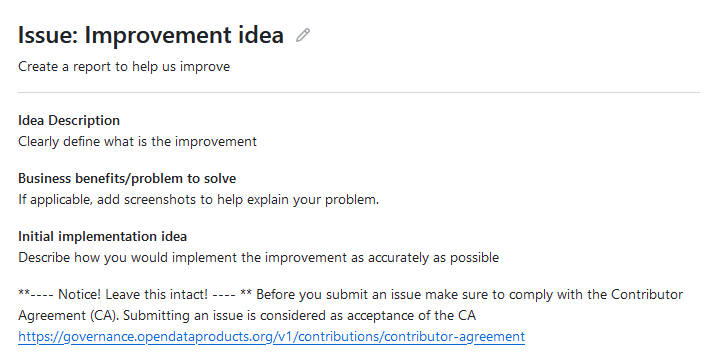 Issue: Improvement idea
Create a report to help us improve
Idea Description
Clearly define what is the improvement
Business benefits/problem to solve
If applicable, add screenshots to help explain your problem.
Initial implementation idea
Describe how you would implement the improvement as accurately as possible
**---- Notice! Leave this intact! ---- ** Before you submit an issue make sure to comply with the Contributor
Agreement (CA). Submitting an issue is considered as acceptance of the CA
https://governance.opendataproducts.org/v1/contributions/contributor-agreement